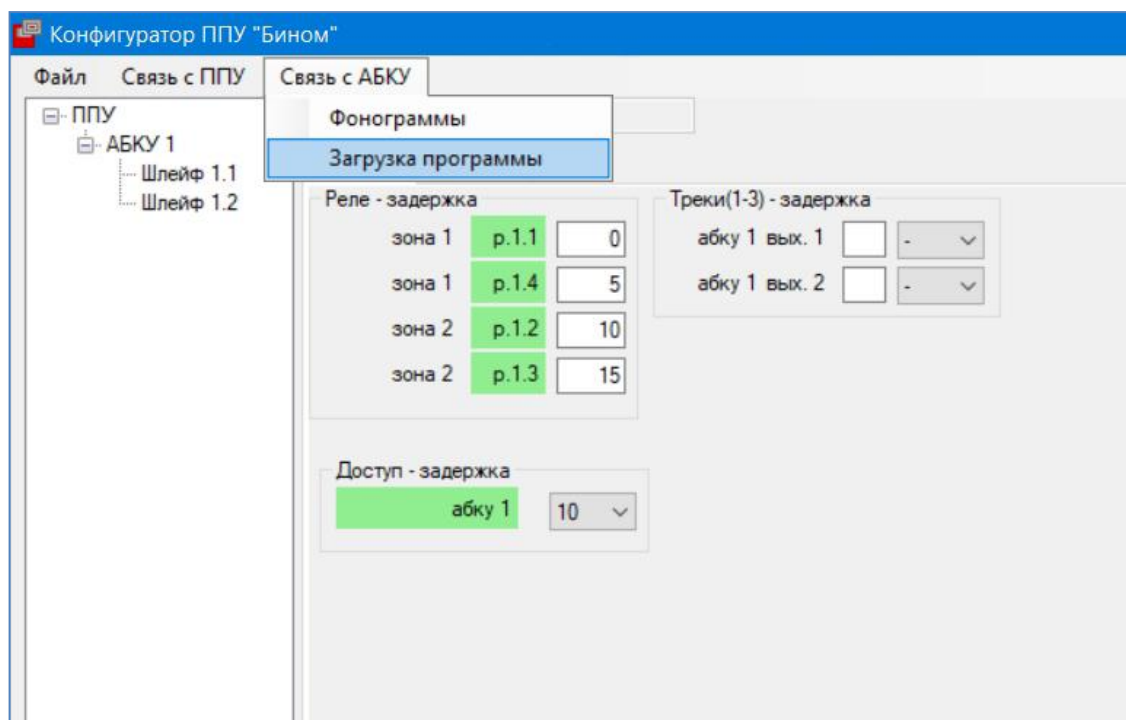 Конфигуратор ППУ "Бином"
Файл Связь с ППУ Связь с АБКУ
Фонограммы
Загрузка программы
ППУ
АБКУ 1
Шлейф 1.1
Шлейф 1.2
Реле - задержка
зона 1 р.1.1 0
зона 1 р.1.4 5
зона 2 р.1.2 10
зона 2 р.1.3 15
Треки(1-3) - задержка
абку 1 вых. 1 -
абку 1 вых. 2 -
Доступ - задержка
абку 1 10